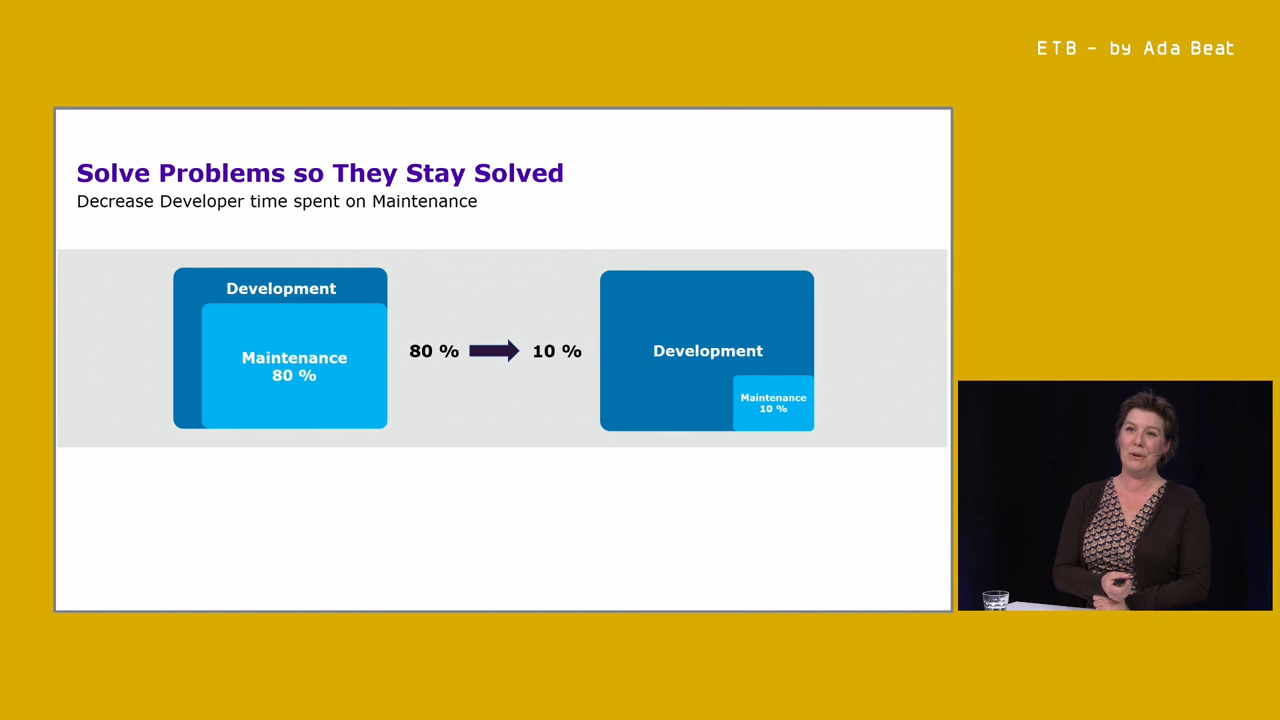 ETB - by Ada Beat
Solve Problems so They Stay Solved
Decrease Developer time spent on Maintenance
Development
Maintenance
80 %
80 %
10 %
Development
Maintenance
10 %